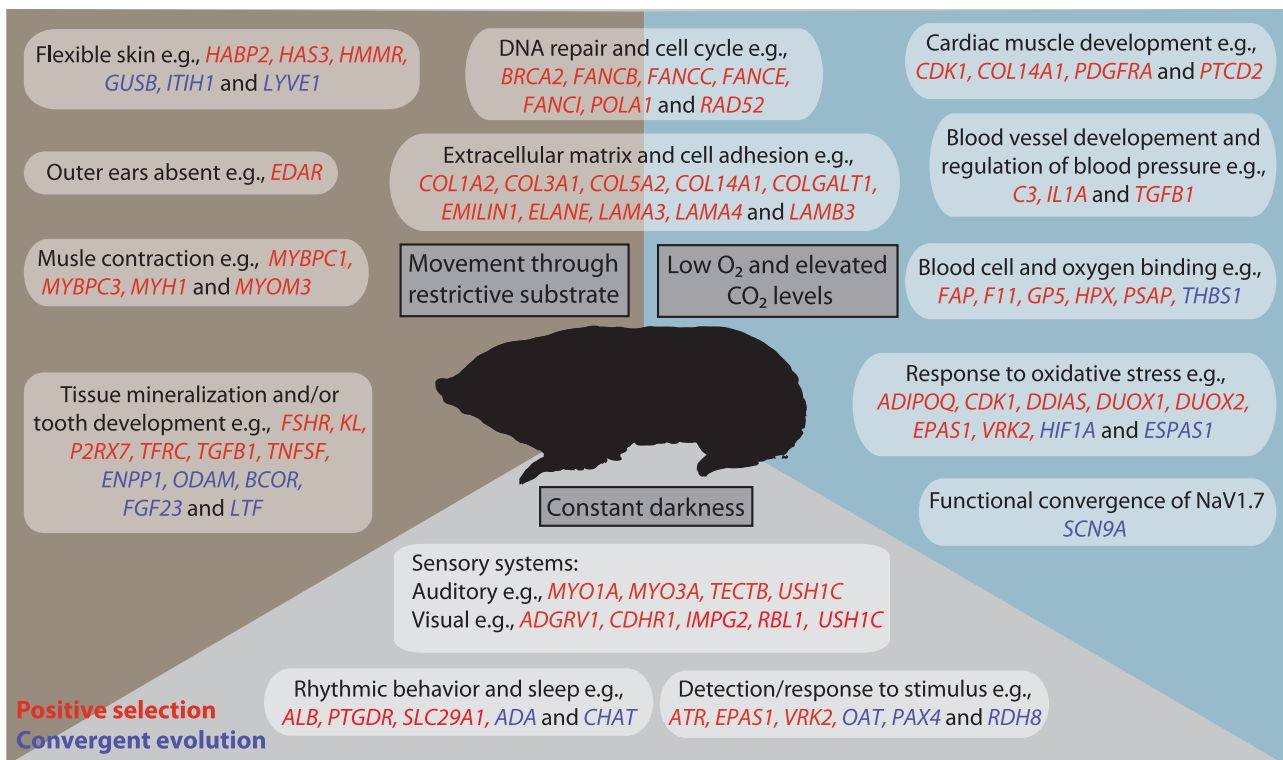 Flexible skin e.g., HABP2, HAS3, HMMR,
GUSB, ITIH1 and LYVE1
DNA repair and cell cycle e.g.,
BRCA2, FANCB, FANCC, FANCE,
FANCI, POLA1 and RAD52
Cardiac muscle development e.g.,
CDK1, COL14A1, PDGFRA and PTCD2
Outer ears absent e.g., EDAR
Extracellular matrix and cell adhesion e.g.,
COL1A2, COL3A1, COL5A2, COL14A1, COLGALT1,
EMILIN1, ELANE, LAMA3, LAMA4 and LAMB3
Blood vessel developement and
regulation of blood pressure e.g.,
C3, IL1A and TGFB1
Musle contraction e.g., MYBPC1,
MYBPC3, MYH1 and MYOM3
Movement through
restrictive substrate
Low O₂ and elevated
CO₂ levels
Blood cell and oxygen binding e.g.,
FAP, F11, GP5, HPX, PSAP, THBS1
Tissue mineralization and/or
tooth development e.g., FSHR, KL,
P2RX7, TFRC, TGFB1, TNFSF,
ENPP1, ODAM, BCOR,
FGF23 and LTF
Response to oxidative stress e.g.,
ADIPOQ, CDK1, DDIAS, DUOX1, DUOX2,
EPAS1, VRK2, HIF1A and ESPAS1
Functional convergence of NaV1.7
SCN9A
Constant darkness
Sensory systems:
Auditory e.g., MYO1A, MYO3A, TECTB, USH1C
Visual e.g., ADGRV1, CDHR1, IMPG2, RBL1, USH1C
Rhythmic behavior and sleep e.g.,
ALB, PTGDR, SLC29A1, ADA and CHAT
Detection/response to stimulus e.g.,
ATR, EPAS1, VRK2, OAT, PAX4 and RDH8
Positive selection
Convergent evolution